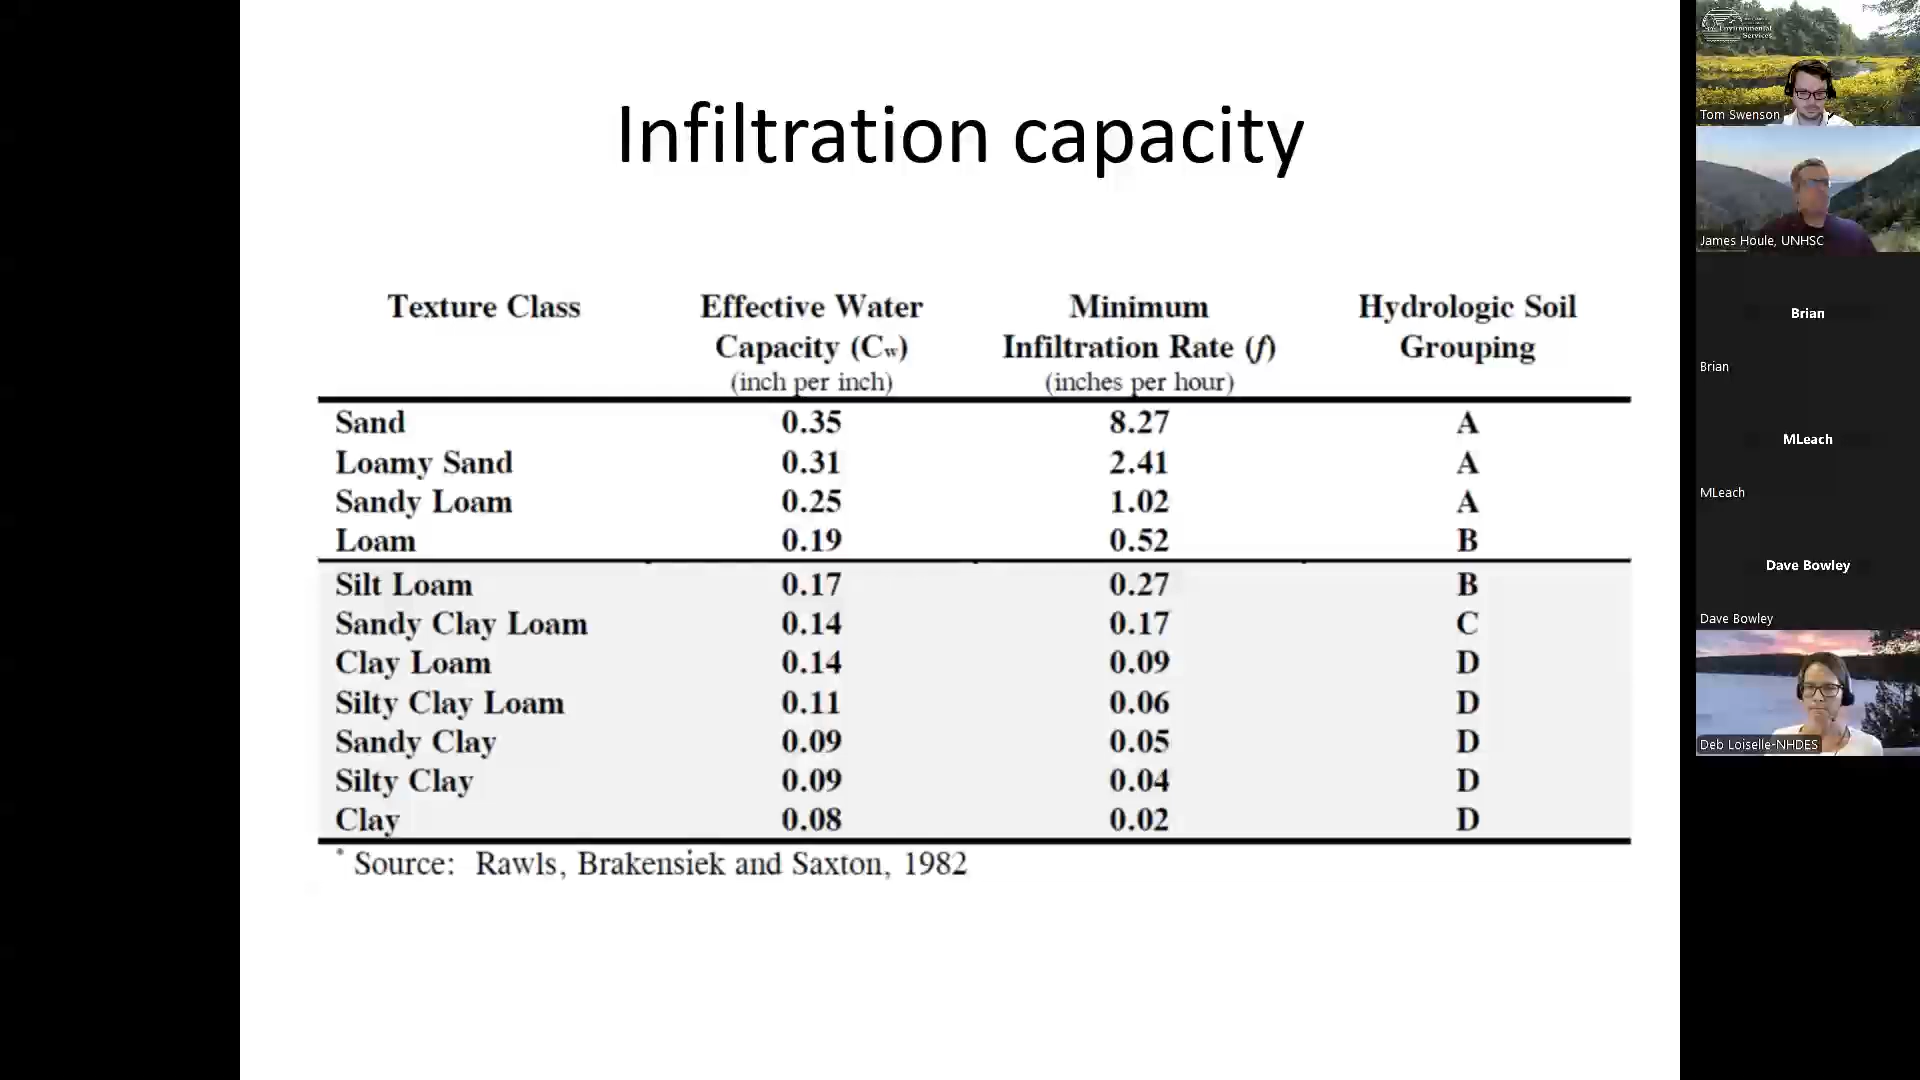 Infiltration capacity
Texture Class Effective Water Minimum Hydrologic Soil
Capacity (Cw) Infiltration Rate (f) Grouping
(inch per inch) (inches per hour)
Sand 0.35 8.27 A
Loamy Sand 0.31 2.41 A
Sandy Loam 0.25 1.02 A
Loam 0.19 0.52 B
Silt Loam 0.17 0.27 B
Sandy Clay Loam 0.14 0.17 C
Clay Loam 0.14 0.09 D
Silty Clay Loam 0.11 0.06 D
Sandy Clay 0.09 0.05 D
Silty Clay 0.09 0.04 D
Clay 0.08 0.02 D
* Source: Rawls, Brakensiek and Saxton, 1982
Environmental
Services
Tom Swenson
James Houle, UNHSC
Brian
Brian
MLeach
MLeach
Dave Bowley
Dave Bowley
Deb Loiselle-NHDES